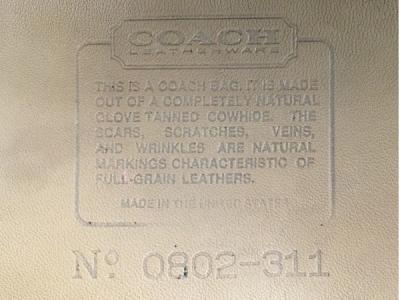 COACH
LEATHERWARE
THIS IS A COACH BAG. IT IS MADE
OUT OF A COMPLETELY NATURAL
GLOVE TANNED COWHIDE. THE
SCARS, SCRATCHES, VEINS,
AND WRINKLES ARE NATURAL
MARKINGS CHARACTERISTIC OF
FULL-GRAIN LEATHERS.
MADE IN THE UNITED STATES
Nº 0802-311